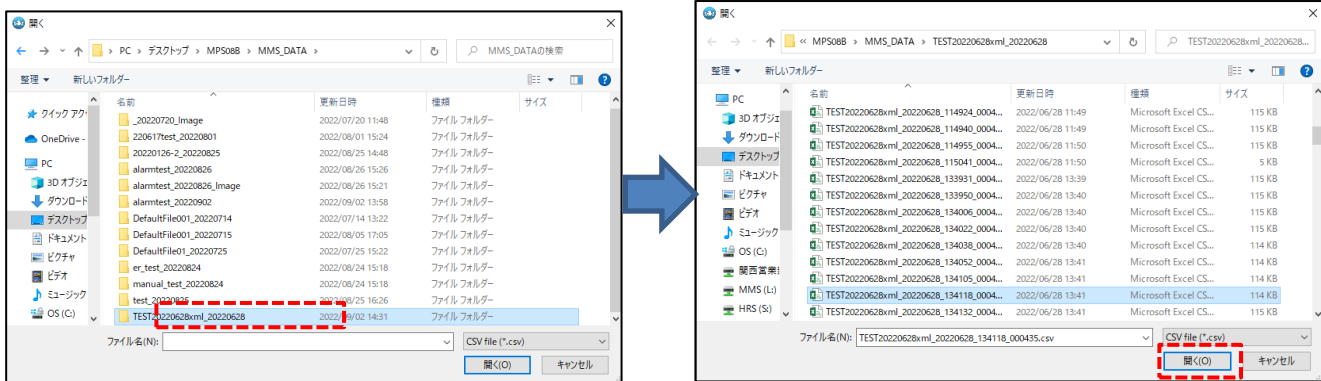 開く
PC > デスクトップ > MPS08B > MMS_DATA >
MMS_DATAの検索
整理 新しいフォルダー
名前 更新日時 種類 サイズ
クイック アク
OneDrive -
PC
3D オブジェ
ダウンロード
デスクトップ
ドキュメント
ピクチャ
ビデオ
ミュージック
OS (C:)
_20220720_Image 2022/07/20 11:48 ファイル フォルダー
220617test_20220801 2022/08/01 15:24 ファイル フォルダー
20220126-2_20220825 2022/08/25 14:48 ファイル フォルダー
alarmtest_20220826 2022/08/26 15:26 ファイル フォルダー
alarmtest_20220826_Image 2022/08/26 15:21 ファイル フォルダー
alarmtest_20220902 2022/09/02 13:58 ファイル フォルダー
DefaultFile001_20220714 2022/07/14 13:22 ファイル フォルダー
DefaultFile001_20220715 2022/08/05 17:05 ファイル フォルダー
DefaultFile01_20220725 2022/07/25 15:22 ファイル フォルダー
er_test_20220824 2022/08/24 15:18 ファイル フォルダー
manual_test_20220824 2022/08/24 15:18 ファイル フォルダー
test_20220825 2022/08/25 16:26 ファイル フォルダー
TEST20220628xml_20220628 2022/09/02 14:31 ファイル フォルダー
ファイル名(N): CSV file (*.csv)
開く(O) キャンセル
開く
« MPS08B > MMS_DATA > TEST20220628xml_20220628
TEST20220628xml_20220628...
整理 新しいフォルダー
名前 更新日時 種類 サイズ
PC
3D オブジェ
ダウンロード
デスクトップ
ドキュメント
ピクチャ
ビデオ
ミュージック
OS (C:)
関西営業
MMS (L:)
HRS (S:)
TEST20220628xml_20220628_114924_0004... 2022/06/28 11:49 Microsoft Excel CS... 115 KB
TEST20220628xml_20220628_114940_0004... 2022/06/28 11:49 Microsoft Excel CS... 115 KB
TEST20220628xml_20220628_114955_0004... 2022/06/28 11:50 Microsoft Excel CS... 115 KB
TEST20220628xml_20220628_115041_0004... 2022/06/28 11:50 Microsoft Excel CS... 5 KB
TEST20220628xml_20220628_133931_0004... 2022/06/28 13:39 Microsoft Excel CS... 115 KB
TEST20220628xml_20220628_133950_0004... 2022/06/28 13:40 Microsoft Excel CS... 115 KB
TEST20220628xml_20220628_134006_0004... 2022/06/28 13:40 Microsoft Excel CS... 115 KB
TEST20220628xml_20220628_134022_0004... 2022/06/28 13:40 Microsoft Excel CS... 115 KB
TEST20220628xml_20220628_134038_0004... 2022/06/28 13:40 Microsoft Excel CS... 114 KB
TEST20220628xml_20220628_134052_0004... 2022/06/28 13:41 Microsoft Excel CS... 114 KB
TEST20220628xml_20220628_134105_0004... 2022/06/28 13:41 Microsoft Excel CS... 114 KB
TEST20220628xml_20220628_134118_0004... 2022/06/28 13:41 Microsoft Excel CS... 114 KB
TEST20220628xml_20220628_134132_0004... 2022/06/28 13:41 Microsoft Excel CS... 115 KB
ファイル名(N): TEST20220628xml_20220628_134118_000435.csv CSV file (*.csv)
開く(O) キャンセル